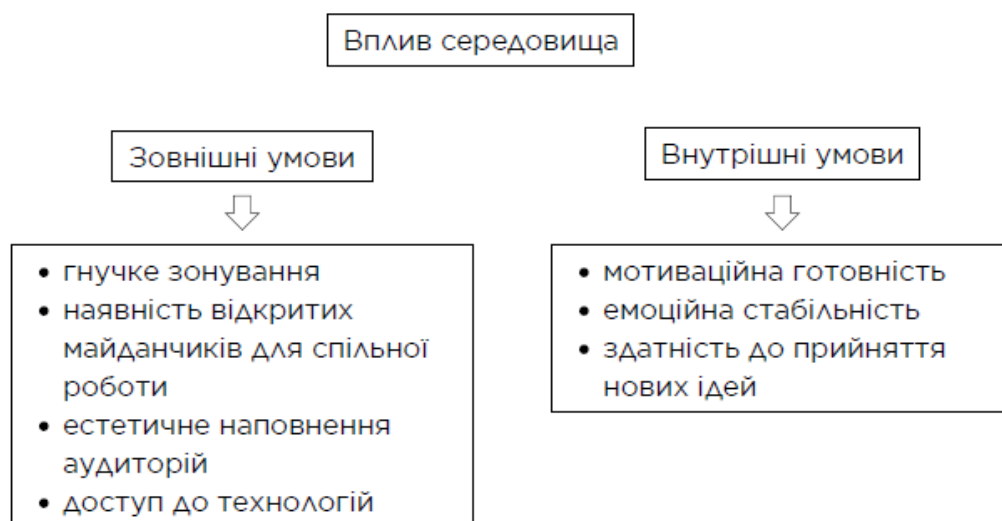 Вплив середовища
Зовнішні умови
Внутрішні умови
• гнучке зонування
• наявність відкритих
майданчиків для спільної
роботи
• естетичне наповнення
аудиторій
• доступ до технологій
• мотиваційна готовність
• емоційна стабільність
• здатність до прийняття
нових ідей